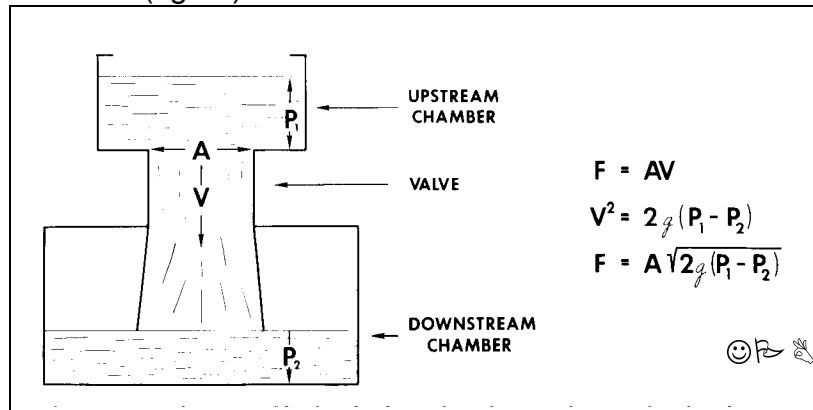 UPSTREAM
CHAMBER
P₁
A
VALVE
V
F = AV
V² = 2g(P₁ - P₂)
F = A√2g(P₁ - P₂)
DOWNSTREAM
CHAMBER
P₂